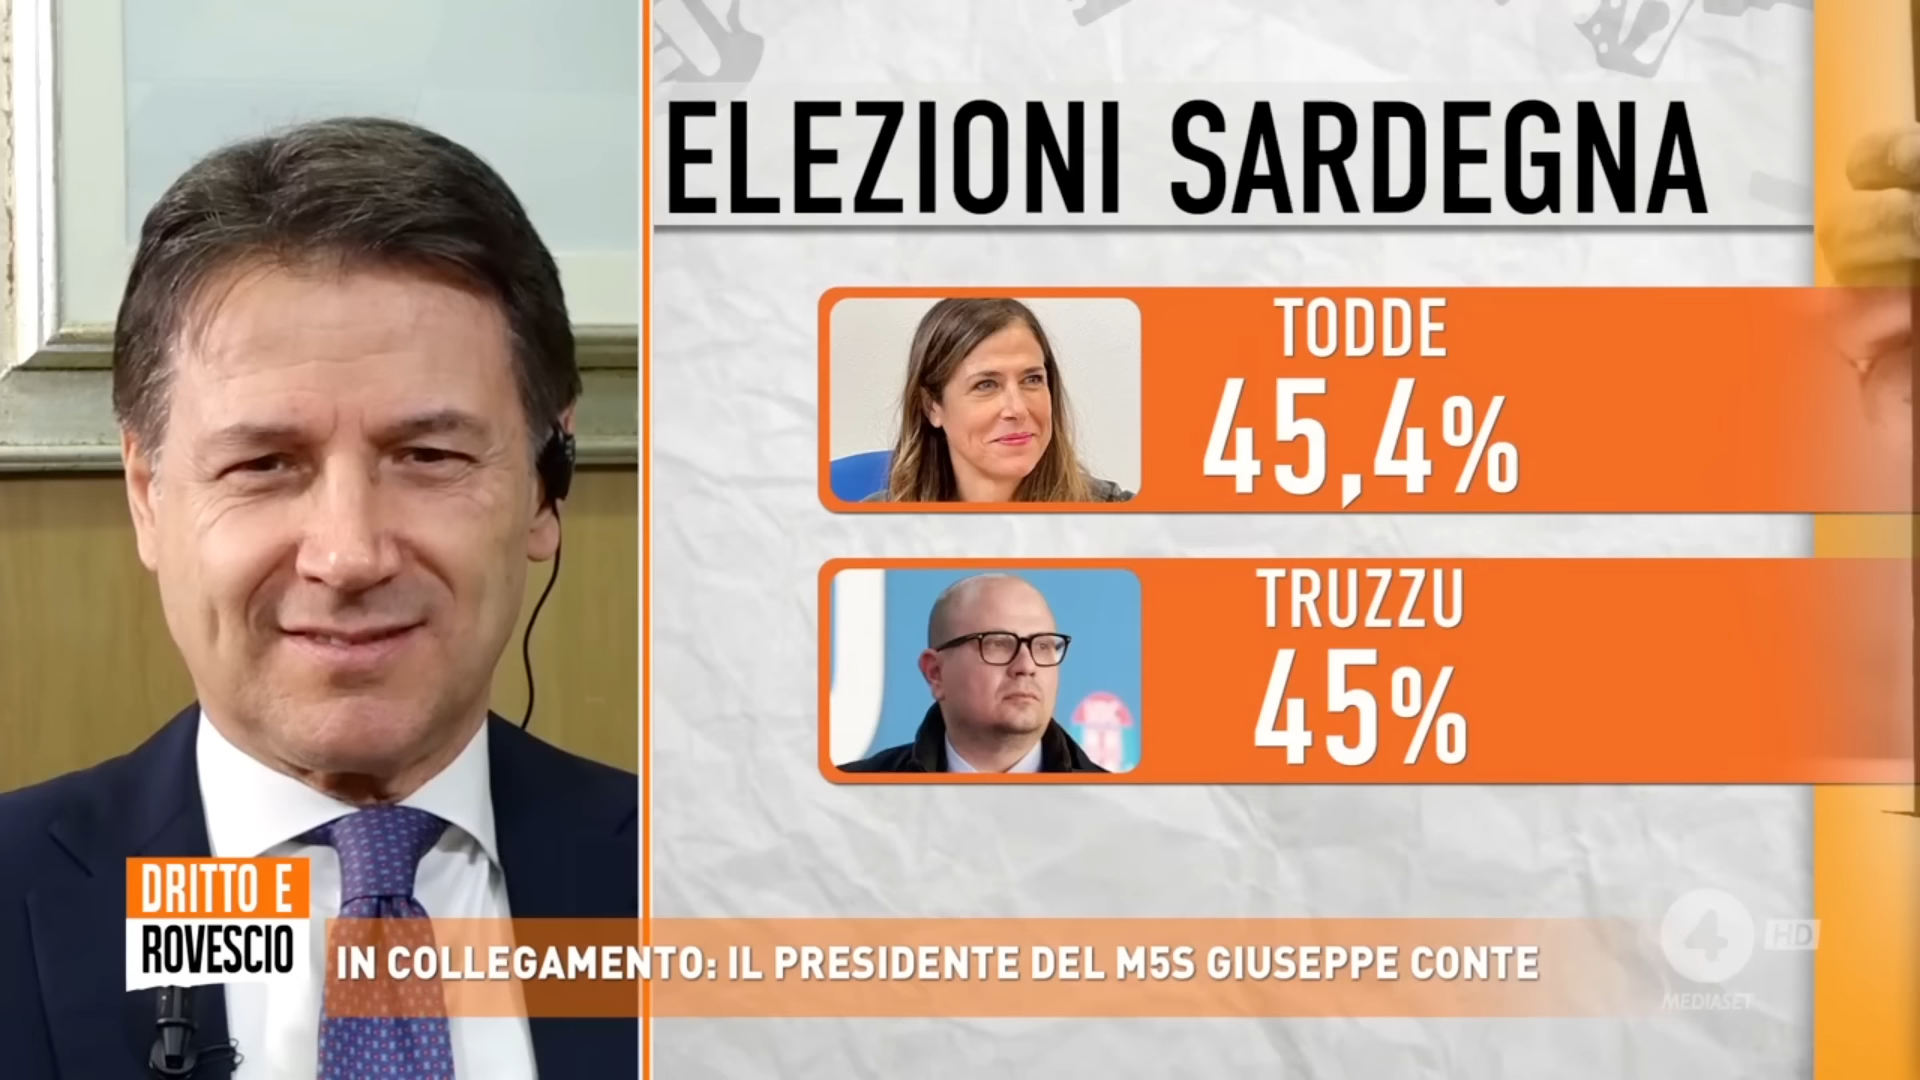 ELEZIONI SARDEGNA
TODDE
45,4%
TRUZZU
45%
DRITTO E
ROVESCIO
IN COLLEGAMENTO: IL PRESIDENTE DEL M5S GIUSEPPE CONTE
4 HD
MEDIASET